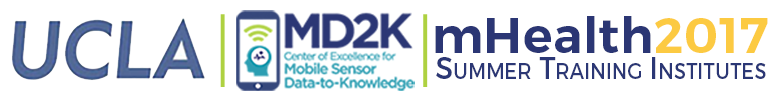 UCLA
MD2K
Center of Excellence for
Mobile Sensor
Data-to-Knowledge
mHealth2017
SUMMER TRAINING INSTITUTES